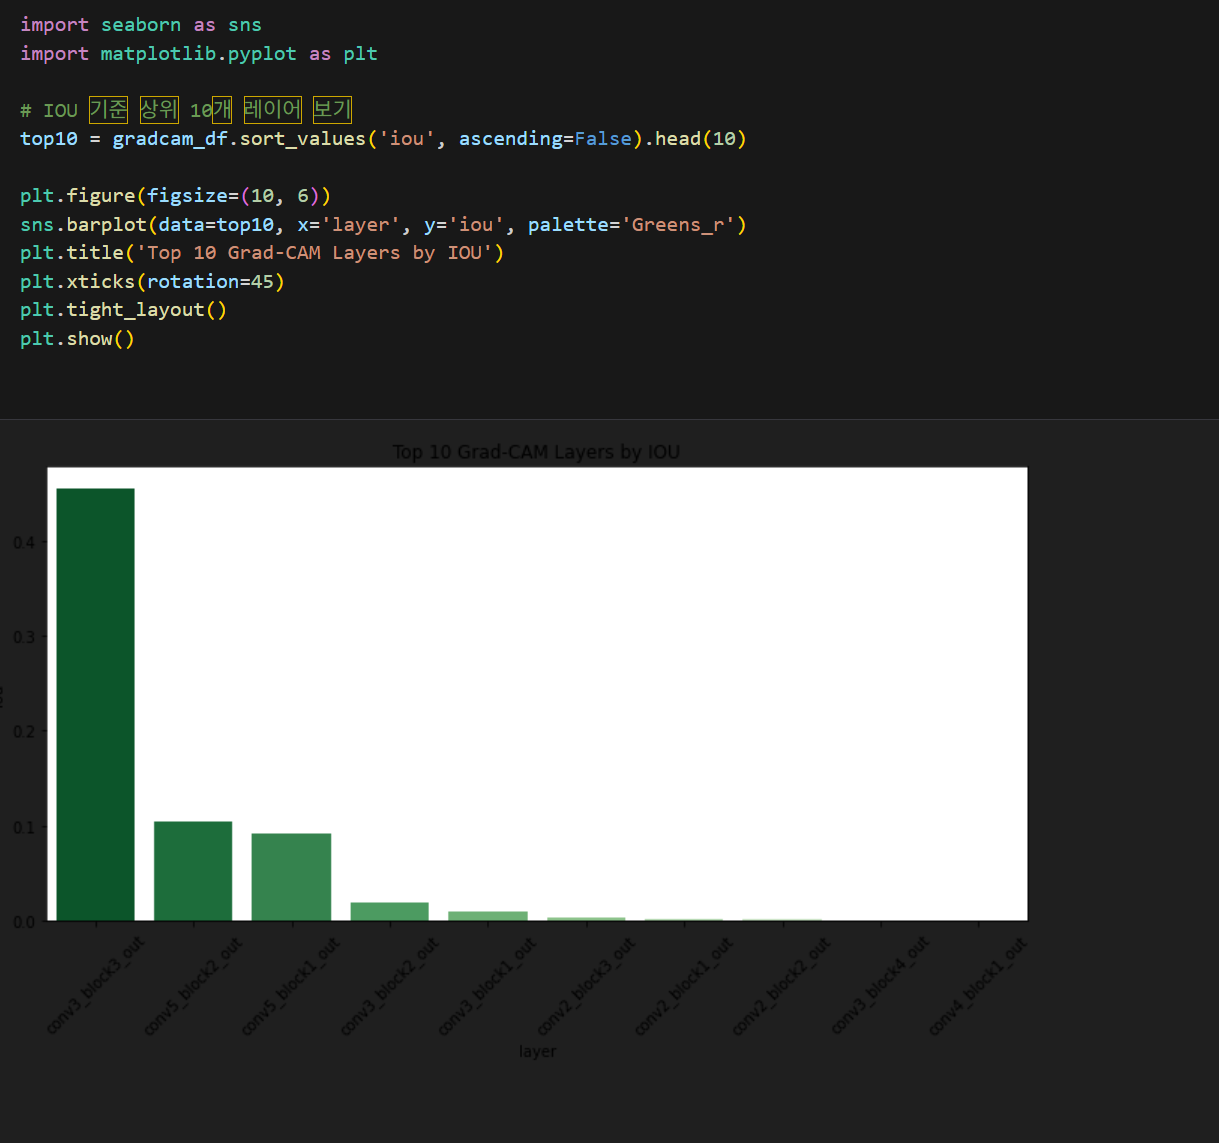 import seaborn as sns
import matplotlib.pyplot as plt
# IOU 기준 상위 10개 레이어 보기
top10 = gradcam_df.sort_values('iou', ascending=False).head(10)
plt.figure(figsize=(10, 6))
sns.barplot(data=top10, x='layer', y='iou', palette='Greens_r')
plt.title('Top 10 Grad-CAM Layers by IOU')
plt.xticks(rotation=45)
plt.tight_layout()
plt.show()
Top 10 Grad-CAM Layers by IOU
0.4
0.3
0.2
0.1
0.0
conv3_block3_out
conv5_block2_out
conv5_block1_out
conv3_block2_out
conv3_block1_out
conv2_block3_out
conv2_block1_out
conv2_block2_out
conv3_block4_out
conv4_block1_out
layer